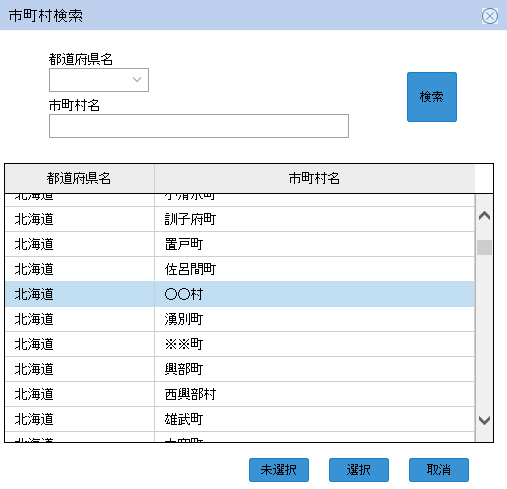 市町村検索
都道府県名
市町村名
検索
都道府県名 市町村名
北海道 小清水町
北海道 訓子府町
北海道 置戸町
北海道 佐呂間町
北海道 〇〇村
北海道 湧別町
北海道 ※※町
北海道 興部町
北海道 西興部村
北海道 雄武町
北海道 大空町
未選択 選択 取消